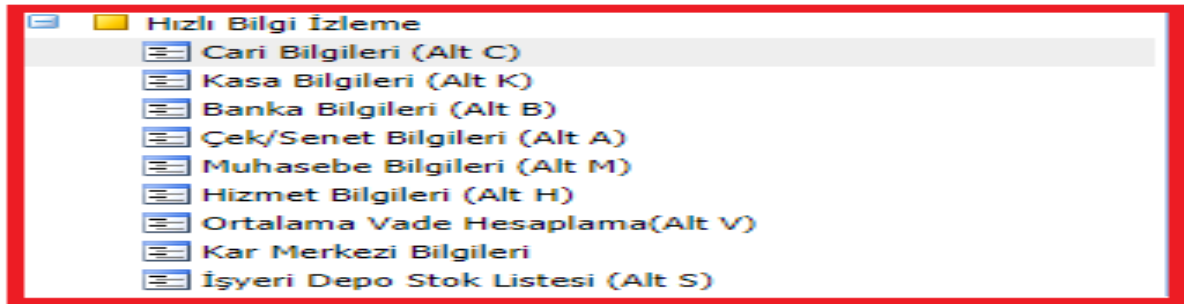 Hızlı Bilgi İzleme
Cari Bilgileri (Alt C)
Kasa Bilgileri (Alt K)
Banka Bilgileri (Alt B)
Çek/Senet Bilgileri (Alt A)
Muhasebe Bilgileri (Alt M)
Hizmet Bilgileri (Alt H)
Ortalama Vade Hesaplama(Alt V)
Kar Merkezi Bilgileri
İşyeri Depo Stok Listesi (Alt S)